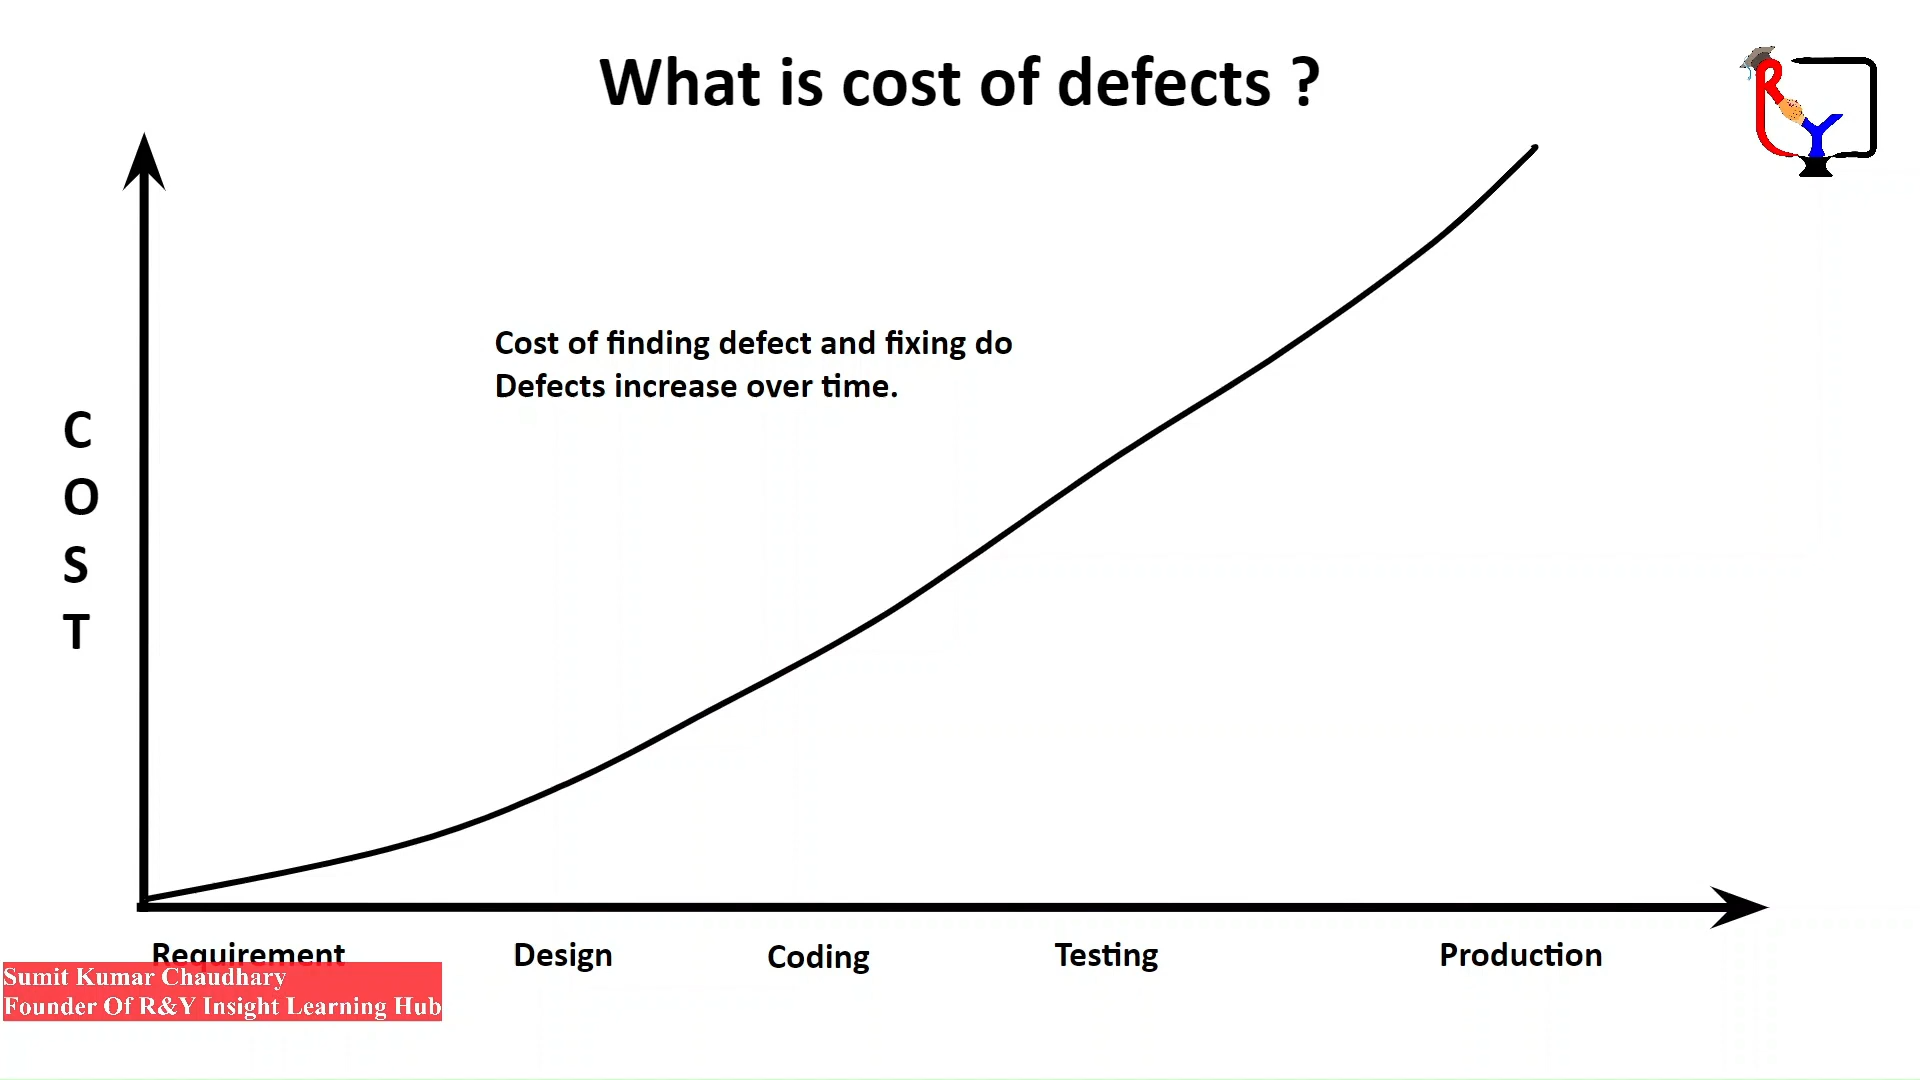 What is cost of defects ?
Cost of finding defect and fixing do
Defects increase over time.
C
O
S
T
Requirement
Design
Coding
Testing
Production
Sumit Kumar Chaudhary
Founder Of R&Y Insight Learning Hub
RY